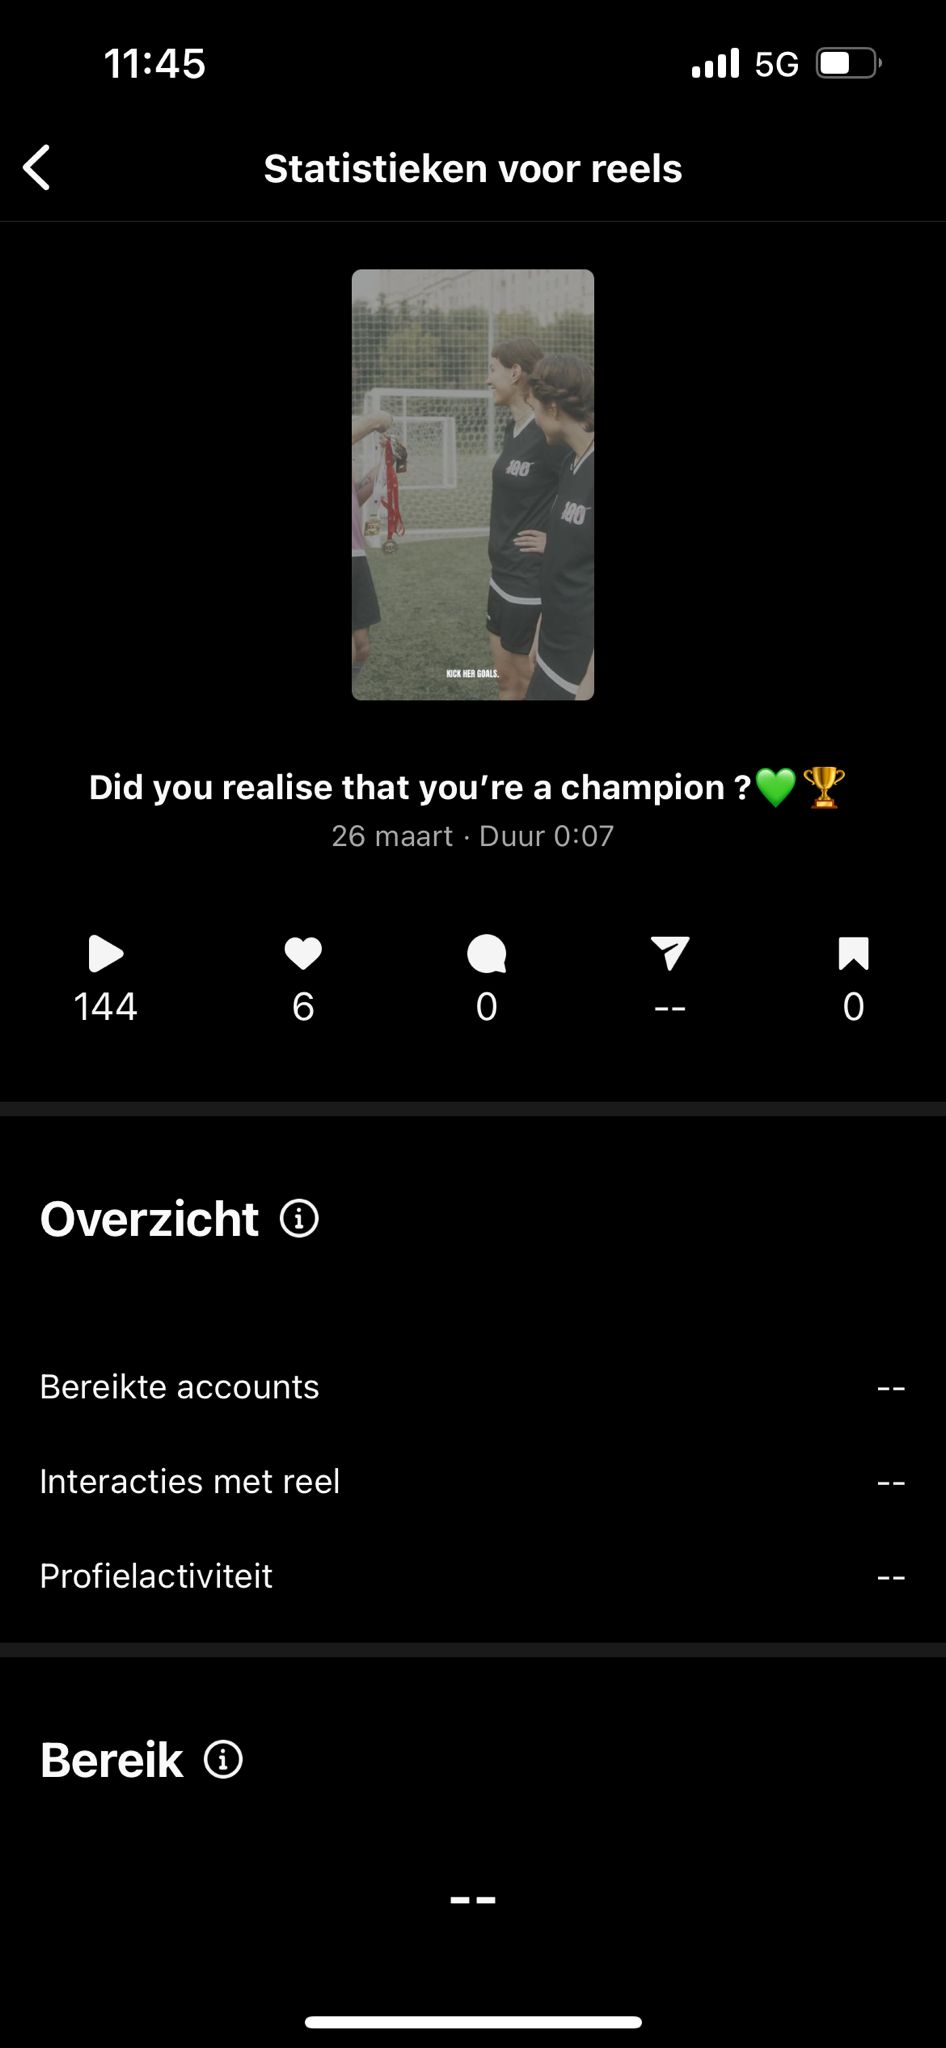 11:45 5G
Statistieken voor reels
KICK HER GOALS.
Did you realise that you’re a champion ?💚🏆
26 maart · Duur 0:07
144 6 0 -- 0
Overzicht
Bereikte accounts --
Interacties met reel --
Profielactiviteit --
Bereik
--